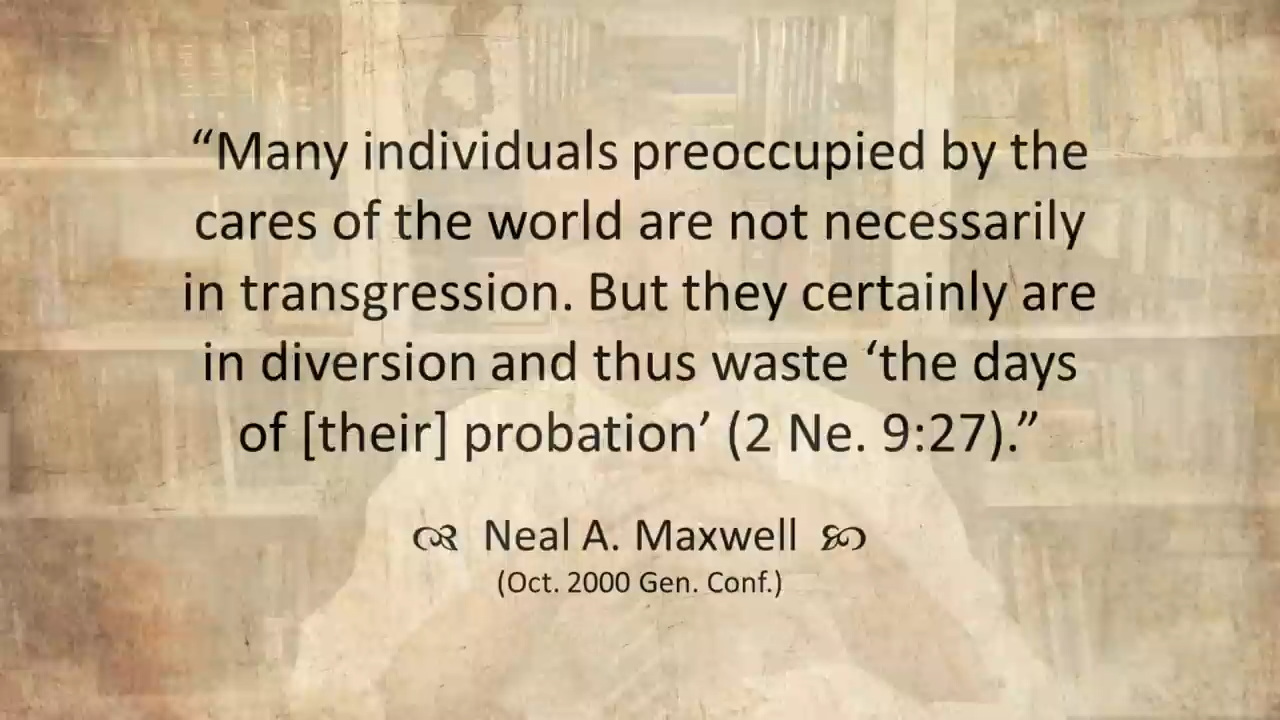 “Many individuals preoccupied by the
cares of the world are not necessarily
in transgression. But they certainly are
in diversion and thus waste ‘the days
of [their] probation’ (2 Ne. 9:27).”
Neal A. Maxwell
(Oct. 2000 Gen. Conf.)